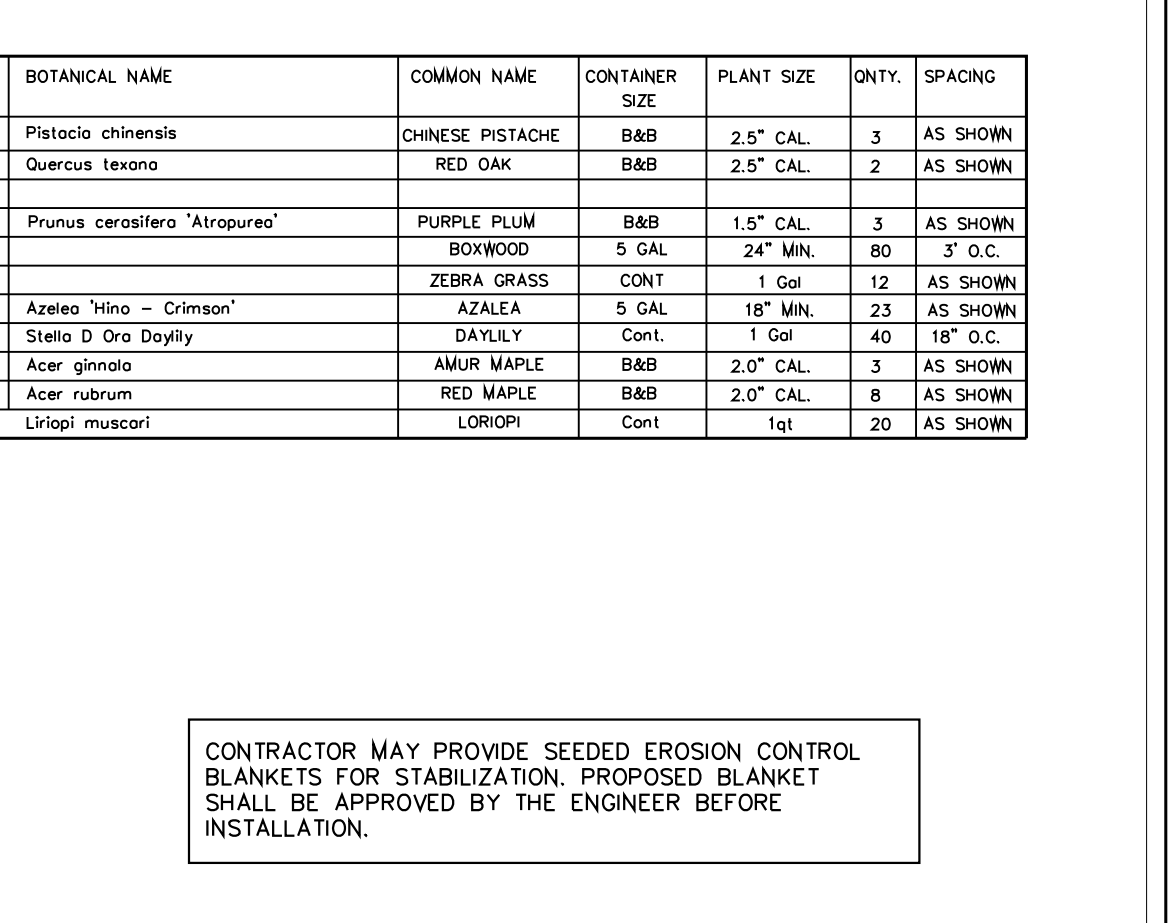 BOTANICAL NAME COMMON NAME CONTAINER SIZE PLANT SIZE QNTY. SPACING
Pistacia chinensis CHINESE PISTACHE B&B 2.5" CAL. 3 AS SHOWN
Quercus texana RED OAK B&B 2.5" CAL. 2 AS SHOWN
Prunus cerasifera 'Atropurea' PURPLE PLUM B&B 1.5" CAL. 3 AS SHOWN
BOXWOOD 5 GAL 24" MIN. 80 3' O.C.
ZEBRA GRASS CONT 1 Gal 12 AS SHOWN
Azelea 'Hino - Crimson' AZALEA 5 GAL 18" MIN. 23 AS SHOWN
Stella D Ora Daylily DAYLILY Cont. 1 Gal 40 18" O.C.
Acer ginnala AMUR MAPLE B&B 2.0" CAL. 3 AS SHOWN
Acer rubrum RED MAPLE B&B 2.0" CAL. 8 AS SHOWN
Liriopi muscari LORIOPI Cont 1qt 20 AS SHOWN
CONTRACTOR MAY PROVIDE SEEDED EROSION CONTROL
BLANKETS FOR STABILIZATION. PROPOSED BLANKET
SHALL BE APPROVED BY THE ENGINEER BEFORE
INSTALLATION.